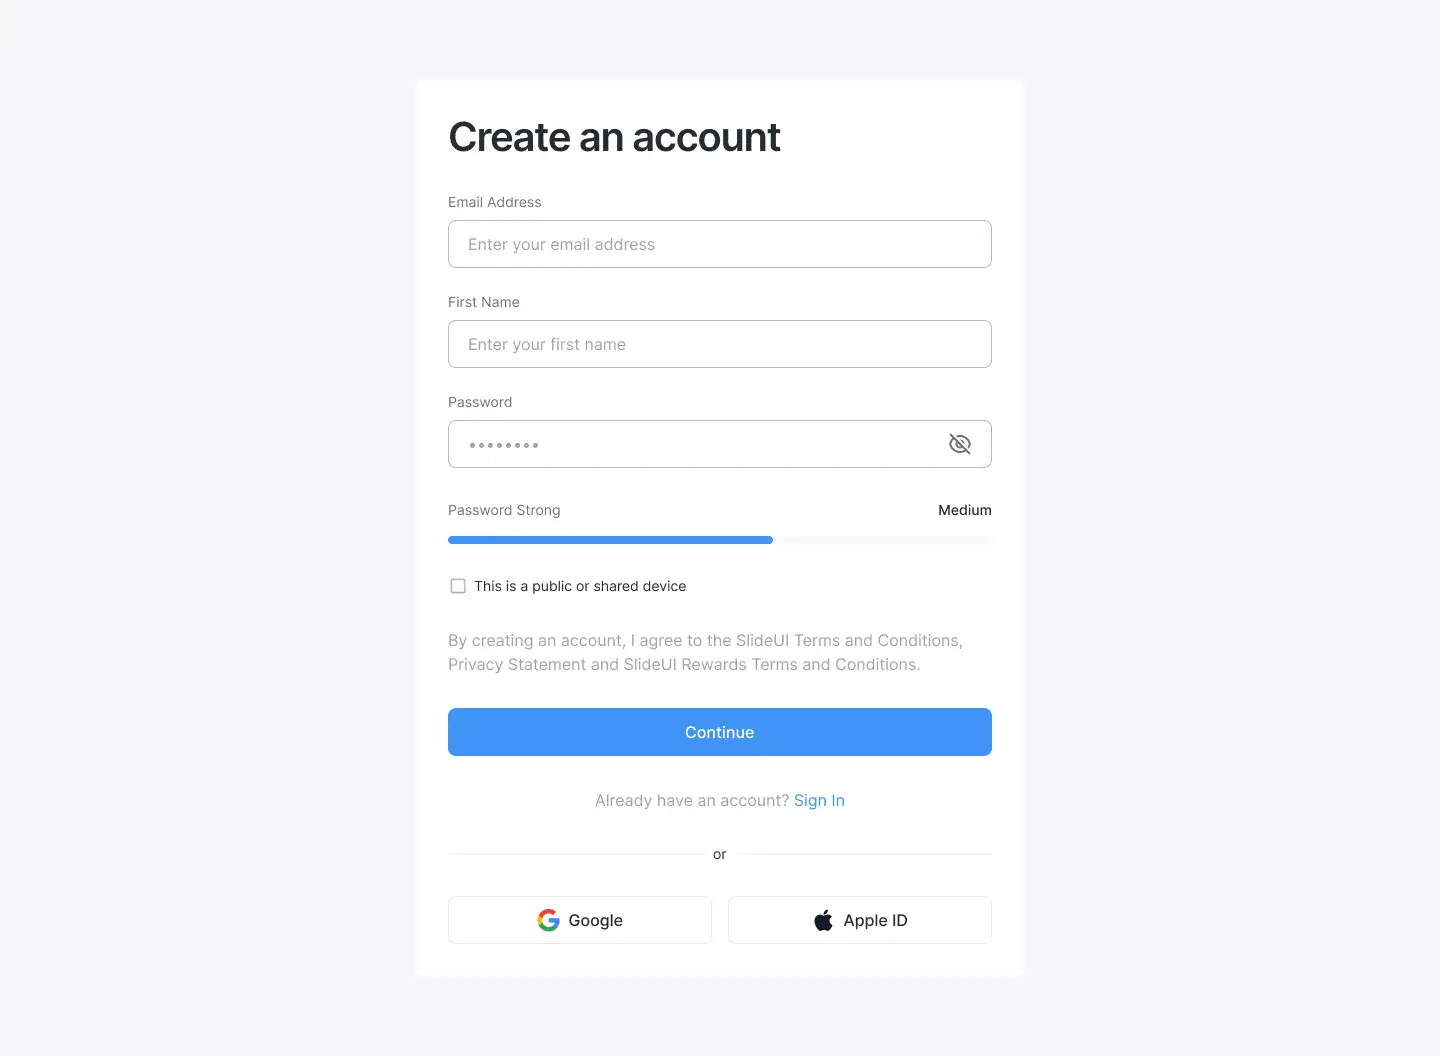 Create an account
Email Address
Enter your email address
First Name
Enter your first name
Password
Password Strong
Medium
This is a public or shared device
By creating an account, I agree to the SlideUI Terms and Conditions,
Privacy Statement and SlideUI Rewards Terms and Conditions.
Continue
Already have an account? Sign In
or
Google
Apple ID